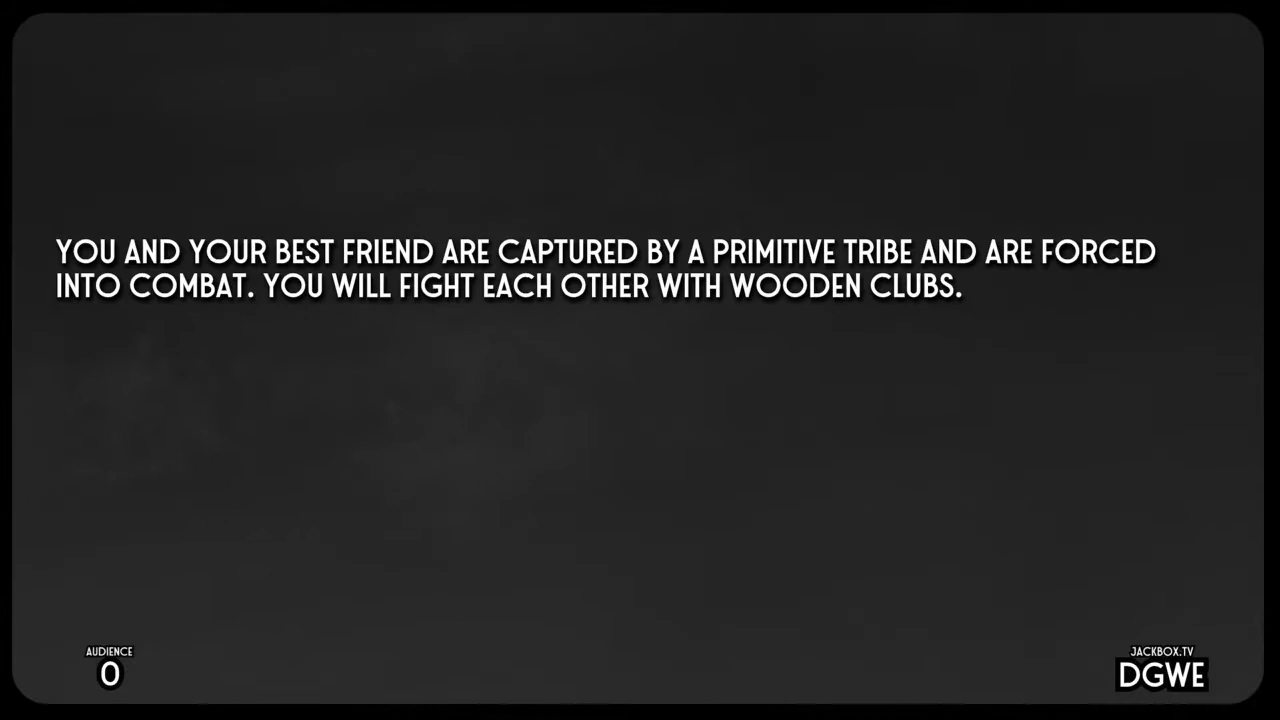 YOU AND YOUR BEST FRIEND ARE CAPTURED BY A PRIMITIVE TRIBE AND ARE FORCED
INTO COMBAT. YOU WILL FIGHT EACH OTHER WITH WOODEN CLUBS.
AUDIENCE
0
JACKBOX.TV
DGWE